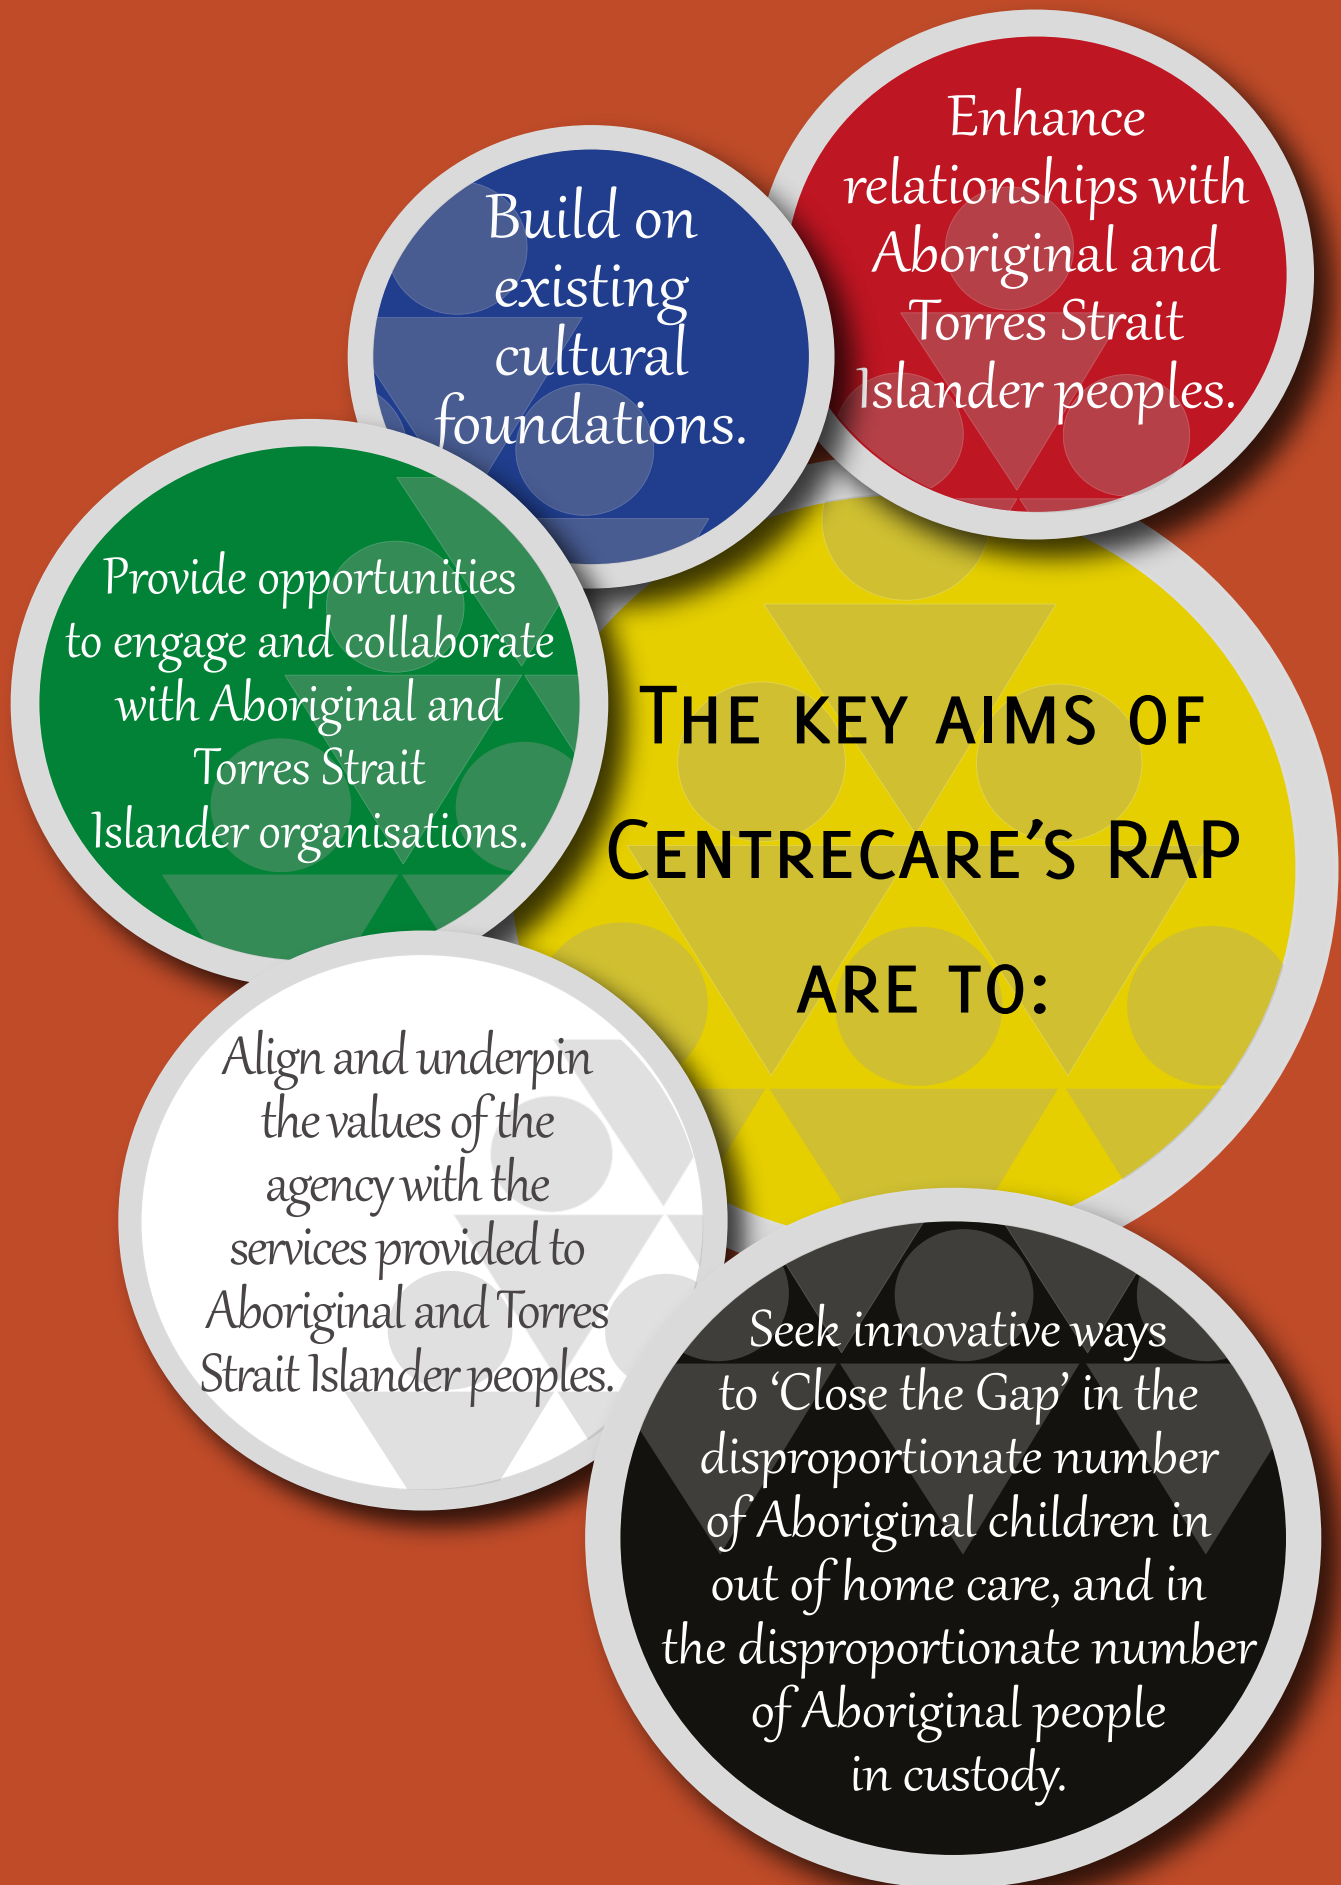 Enhance
relationships with
Aboriginal and
Torres Strait
Islander peoples.
Build on
existing
cultural
foundations.
Provide opportunities
to engage and collaborate
with Aboriginal and
Torres Strait
Islander organisations.
The key aims of
Centrecare’s RAP
are to:
Align and underpin
the values of the
agency with the
services provided to
Aboriginal and Torres
Strait Islander peoples.
Seek innovative ways
to ‘Close the Gap’ in the
disproportionate number
of Aboriginal children in
out of home care, and in
the disproportionate number
of Aboriginal people
in custody.